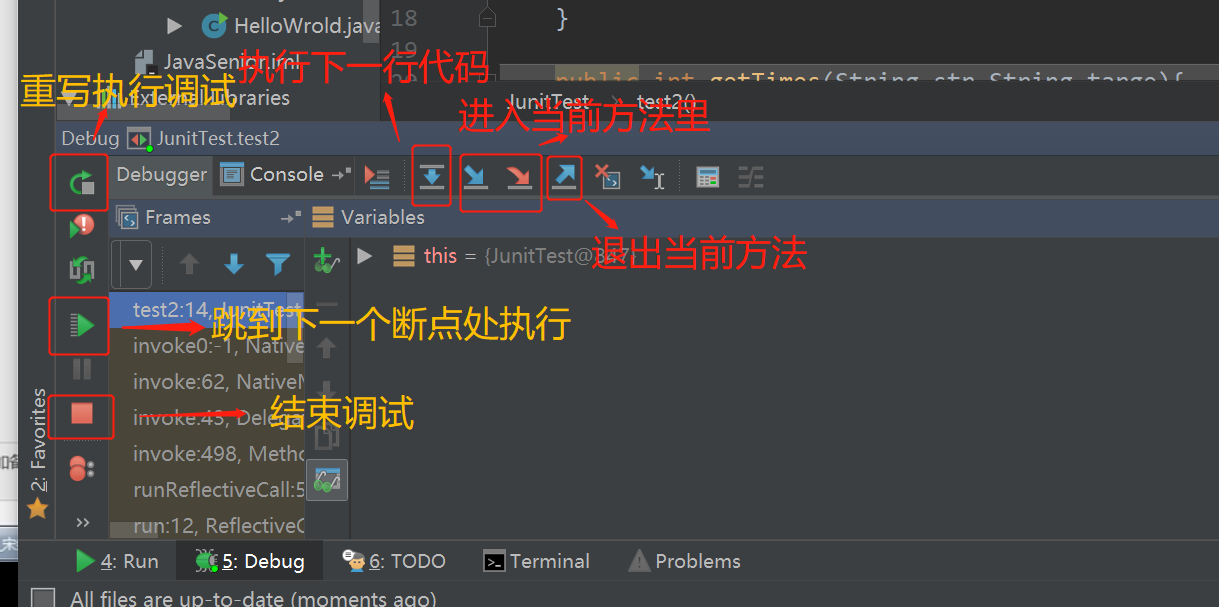 HelloWrold.java
18
}
JavaSenior.iml
19
执行下一行代码
重写执行调试
External Libraries
public int getTimes(String str,String targe){
JunitTest
test2()
进入当前方法里
Debug
JunitTest.test2
Debugger
Console
Frames
Variables
this = {JunitTest@847}
退出当前方法
test2:14, JunitTest
跳到下一个断点处执行
invoke0:-1, Native
invoke:62, NativeM
invoke:43, Delega
结束调试
invoke:498, Metho
runReflectiveCall:5
run:12, ReflectiveC
2: Favorites
4: Run
5: Debug
6: TODO
Terminal
Problems
All files are up-to-date (moments ago)